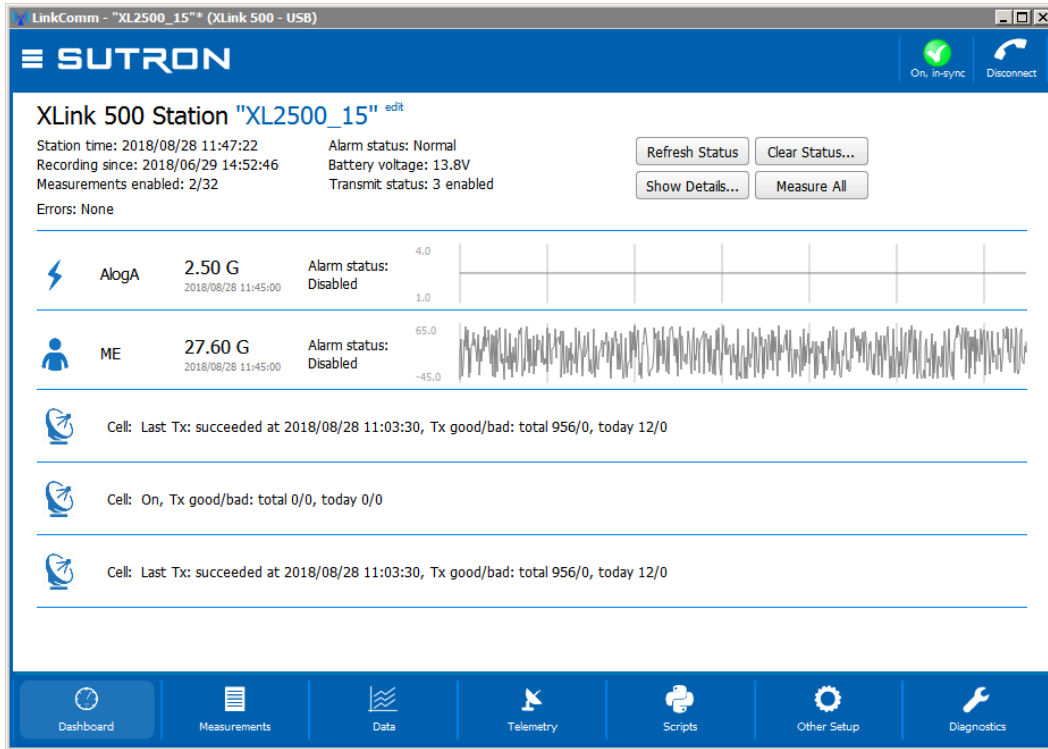 LinkComm - "XL2500_15"* (XLink 500 - USB)
SUTRON
On, in-sync
Disconnect
XLink 500 Station "XL2500_15" edit
Station time: 2018/08/28 11:47:22
Recording since: 2018/06/29 14:52:46
Measurements enabled: 2/32
Errors: None
Alarm status: Normal
Battery voltage: 13.8V
Transmit status: 3 enabled
Refresh Status
Clear Status...
Show Details...
Measure All
AlogA
2.50 G
2018/08/28 11:45:00
Alarm status:
Disabled
4.0
1.0
ME
27.60 G
2018/08/28 11:45:00
Alarm status:
Disabled
65.0
-45.0
Cell: Last Tx: succeeded at 2018/08/28 11:03:30, Tx good/bad: total 956/0, today 12/0
Cell: On, Tx good/bad: total 0/0, today 0/0
Cell: Last Tx: succeeded at 2018/08/28 11:03:30, Tx good/bad: total 956/0, today 12/0
Dashboard
Measurements
Data
Telemetry
Scripts
Other Setup
Diagnostics